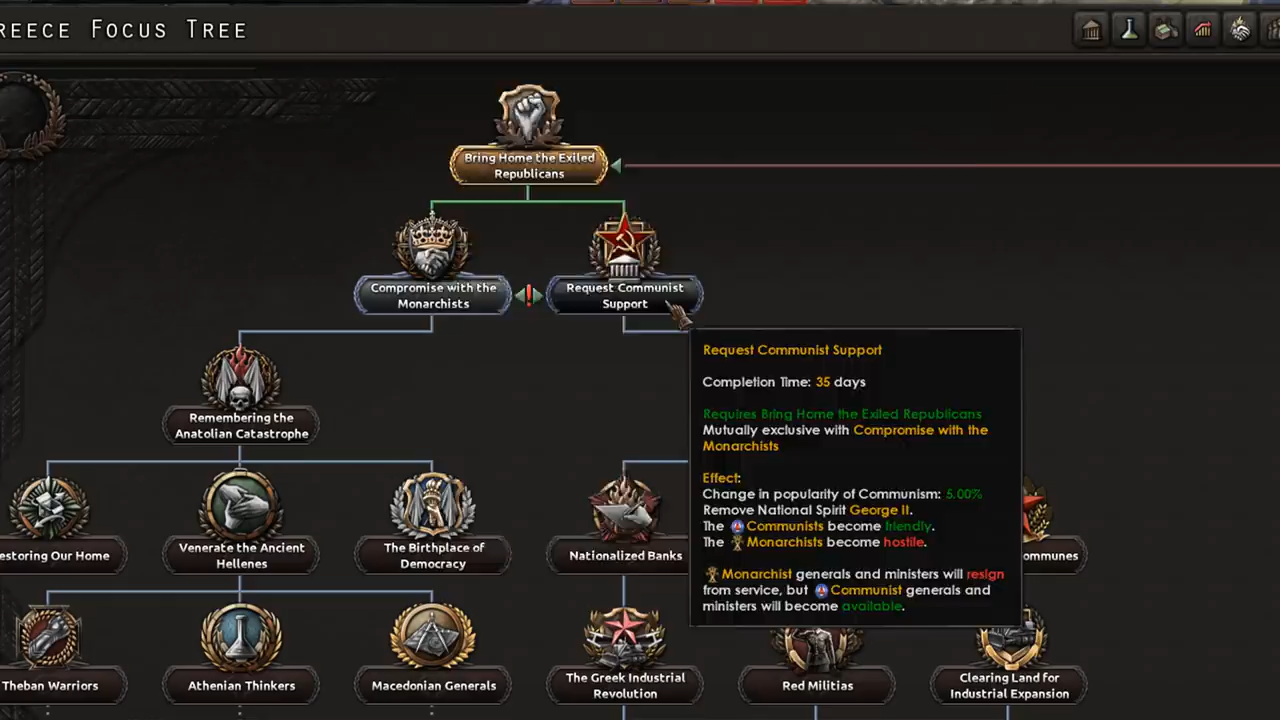 REECE FOCUS TREE
Bring Home the Exiled
Republicans
Compromise with the
Monarchists
Request Communist
Support
Request Communist Support
Completion Time: 35 days
Requires Bring Home the Exiled Republicans
Mutually exclusive with Compromise with the
Monarchists
Effect:
Change in popularity of Communism: 5.00%
Remove National Spirit George II.
The Communists become friendly.
The Monarchists become hostile.
Monarchist generals and ministers will resign
from service, but Communist generals and
ministers will become available.
Remembering the
Anatolian Catastrophe
estoring Our Home
Venerate the Ancient
Hellenes
The Birthplace of
Democracy
Nationalized Banks
ommunes
Theban Warriors
Athenian Thinkers
Macedonian Generals
The Greek Industrial
Revolution
Red Militias
Clearing Land for
Industrial Expansion